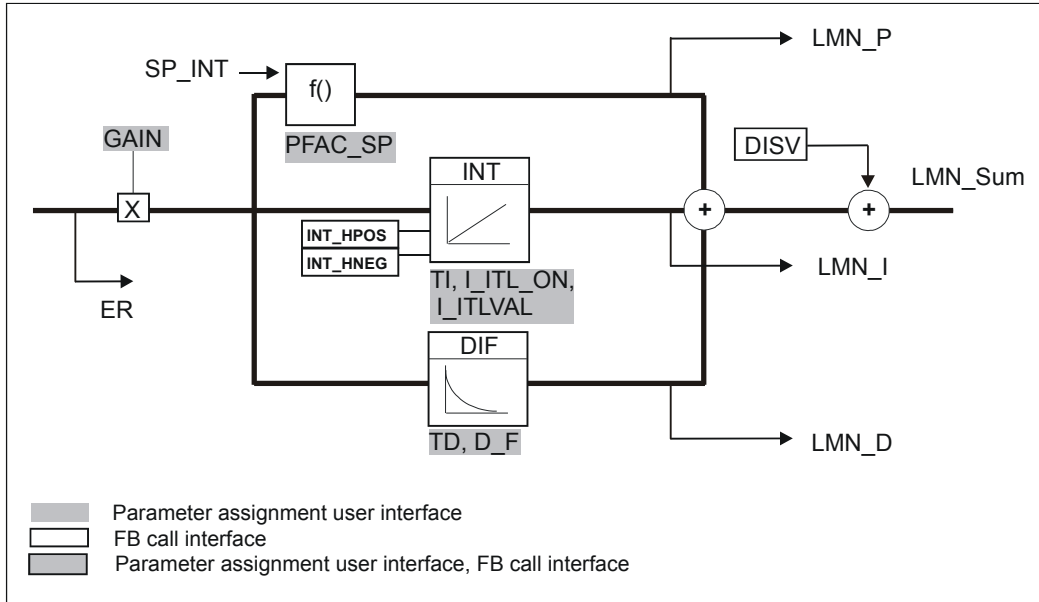 LMN_P
SP_INT
f()
GAIN
PFAC_SP
INT
DISV
LMN_Sum
X
+
+
INT_HPOS
INT_HNEG
ER
TI, I_ITL_ON,
I_ITLVAL
LMN_I
DIF
TD, D_F
LMN_D
Parameter assignment user interface
FB call interface
Parameter assignment user interface, FB call interface